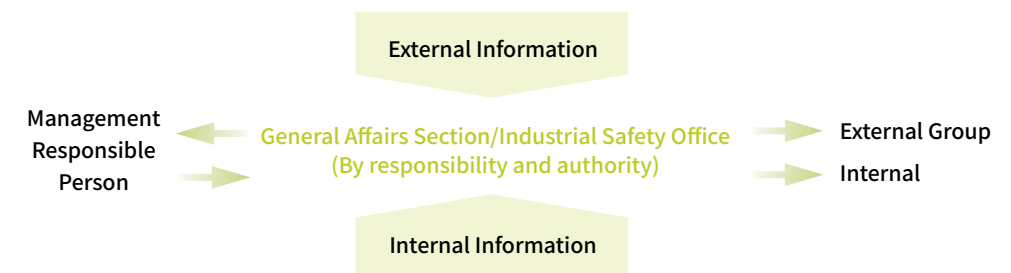 External Information
Management
Responsible
Person
General Affairs Section/Industrial Safety Office
(By responsibility and authority)
External Group
Internal
Internal Information